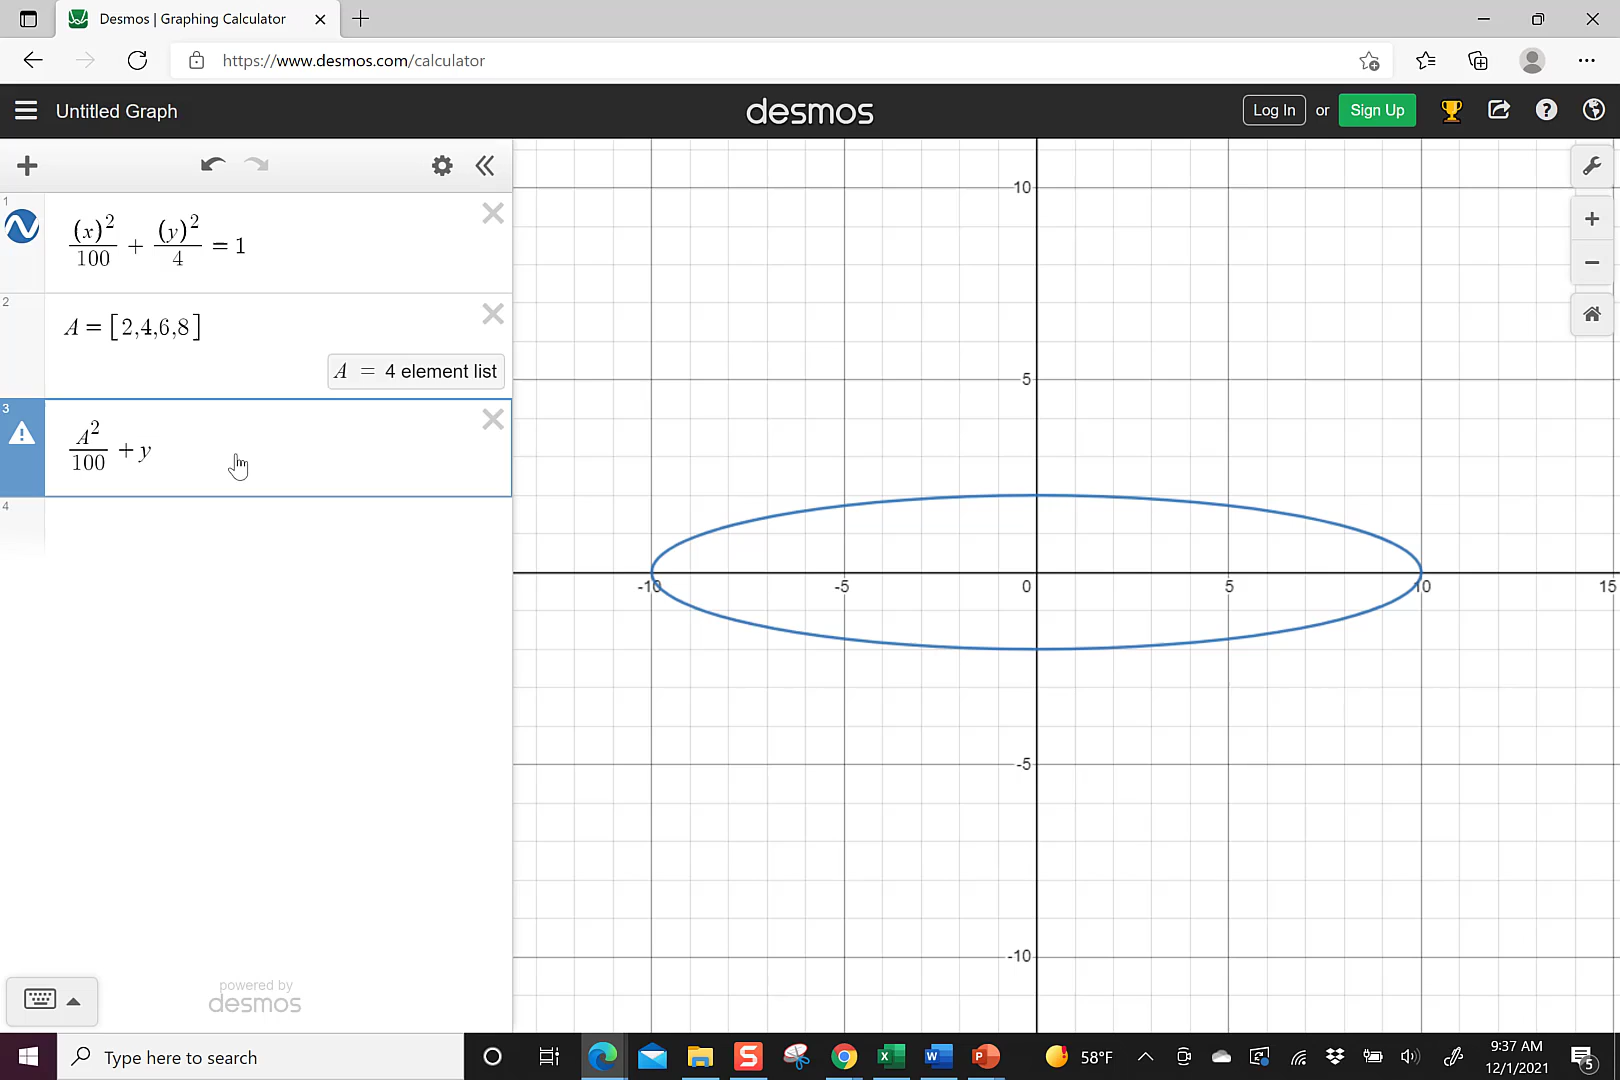 Desmos | Graphing Calculator
https://www.desmos.com/calculator
Untitled Graph
desmos
Log In or Sign Up
1
(x)²/100 + (y)²/4 = 1
2
A = [2,4,6,8]
A = 4 element list
3
A²/100 + y
4
10
5
-10 -5 0 5 10 15
-5
-10
powered by
desmos
Type here to search
58°F
9:37 AM
12/1/2021
5